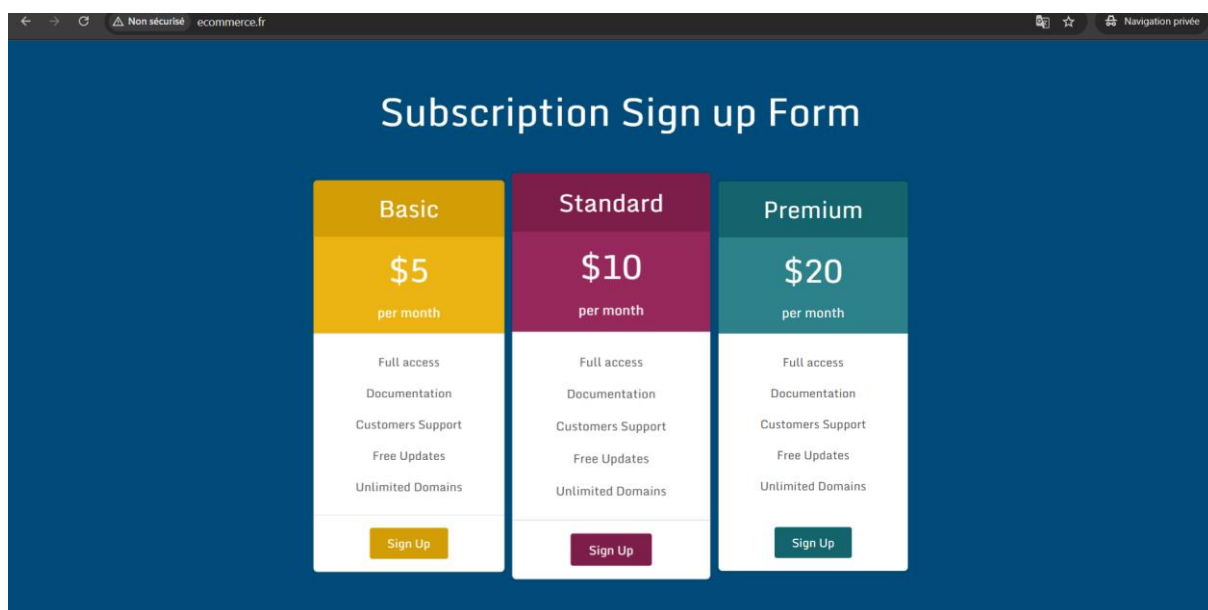 Non sécurisé ecommerce.fr Navigation privée
Subscription Sign up Form
Basic
$5
per month
Full access
Documentation
Customers Support
Free Updates
Unlimited Domains
Sign Up
Standard
$10
per month
Full access
Documentation
Customers Support
Free Updates
Unlimited Domains
Sign Up
Premium
$20
per month
Full access
Documentation
Customers Support
Free Updates
Unlimited Domains
Sign Up